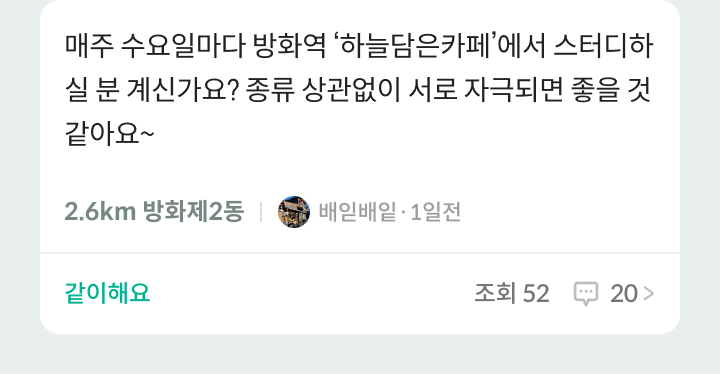 매주 수요일마다 방화역 ‘하늘담은카페’에서 스터디하
실 분 계신가요? 종류 상관없이 서로 자극되면 좋을 것
같아요~
2.6km 방화제2동 | 배읻배잍 · 1일전
같이해요 조회 52 20 >